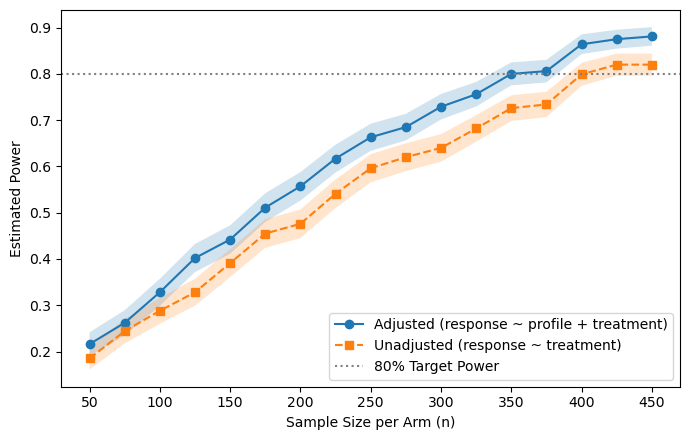 Estimated Power
0.9
0.8
0.7
0.6
0.5
0.4
0.3
0.2
Adjusted (response ~ profile + treatment)
Unadjusted (response ~ treatment)
80% Target Power
50 100 150 200 250 300 350 400 450
Sample Size per Arm (n)